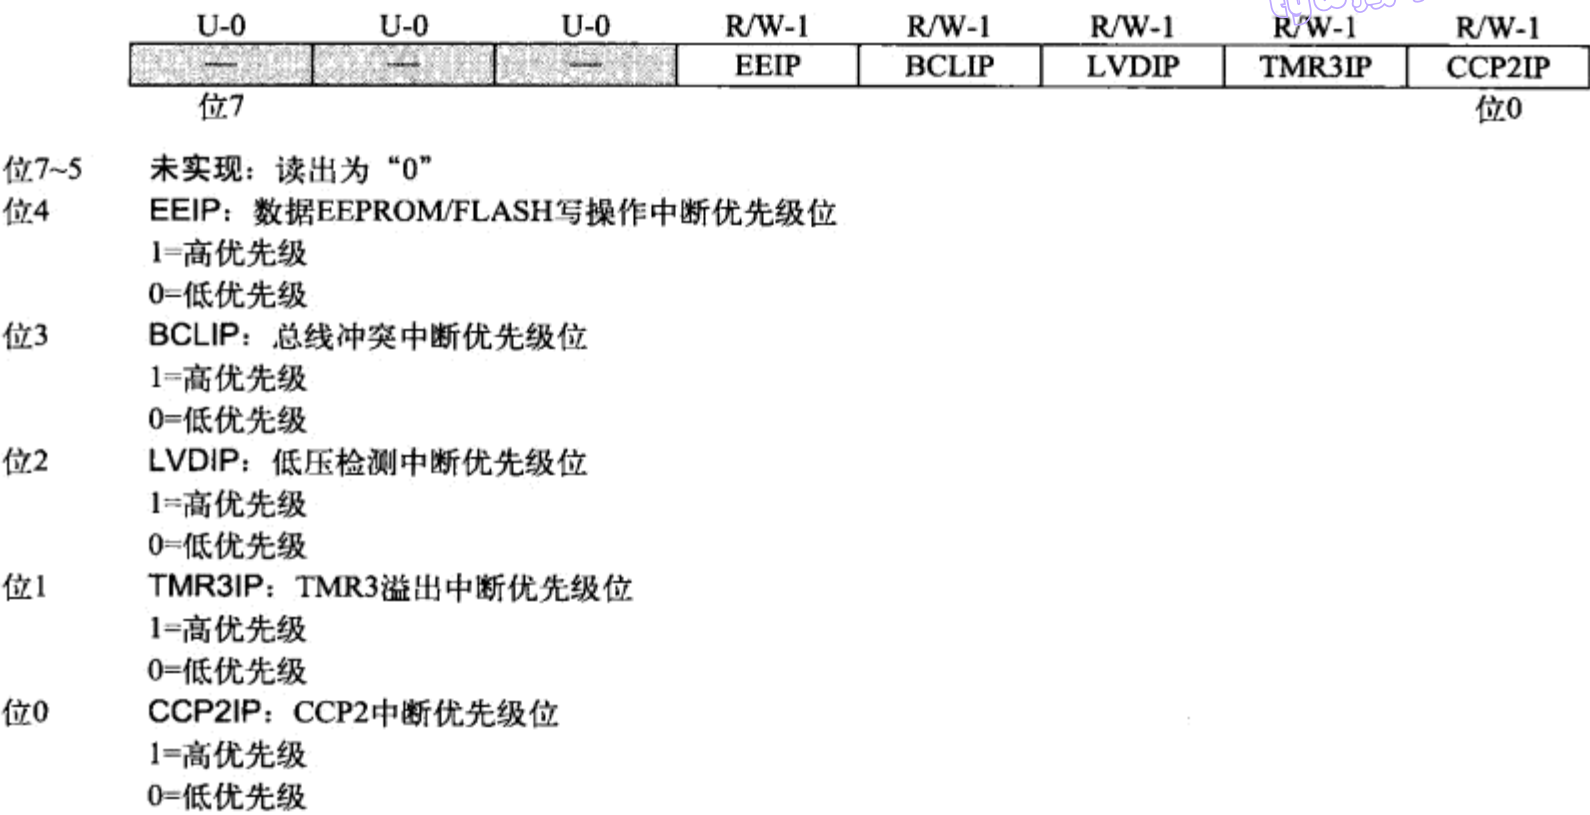 U-0 U-0 U-0 R/W-1 R/W-1 R/W-1 R/W-1 R/W-1
— — — EEIP BCLIP LVDIP TMR3IP CCP2IP
位7 位0
位7~5 未实现：读出为“0”
位4 EEIP：数据EEPROM/FLASH写操作中断优先级位
1=高优先级
0=低优先级
位3 BCLIP：总线冲突中断优先级位
1=高优先级
0=低优先级
位2 LVDIP：低压检测中断优先级位
1=高优先级
0=低优先级
位1 TMR3IP：TMR3溢出中断优先级位
1=高优先级
0=低优先级
位0 CCP2IP：CCP2中断优先级位
1=高优先级
0=低优先级